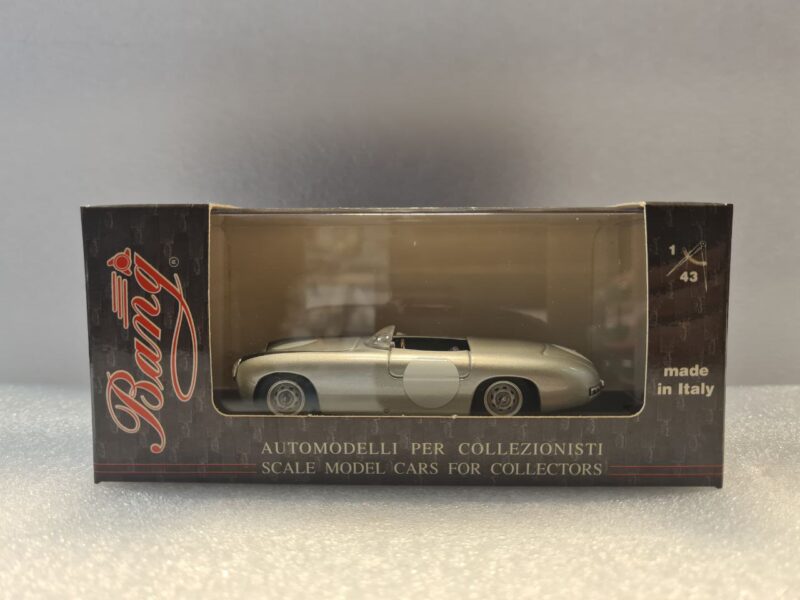 Bang
®
1
43
made
in Italy
AUTOMODELLI PER COLLEZIONISTI
SCALE MODEL CARS FOR COLLECTORS